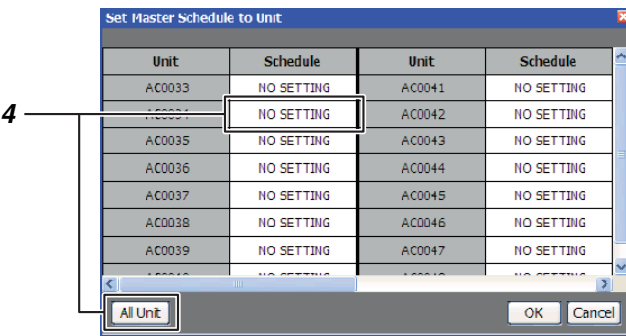 Set Master Schedule to Unit
Unit Schedule Unit Schedule
AC0033 NO SETTING AC0041 NO SETTING
4 NO SETTING AC0042 NO SETTING
AC0035 NO SETTING AC0043 NO SETTING
AC0036 NO SETTING AC0044 NO SETTING
AC0037 NO SETTING AC0045 NO SETTING
AC0038 NO SETTING AC0046 NO SETTING
AC0039 NO SETTING AC0047 NO SETTING
All Unit OK Cancel